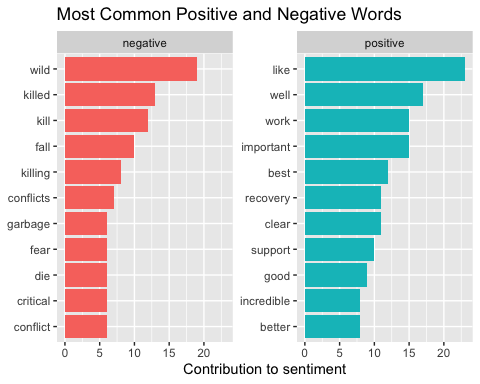 Most Common Positive and Negative Words
negative
wild
killed
kill
fall
killing
conflicts
garbage
fear
die
critical
conflict
0 5 10 15 20
positive
like
well
work
important
best
recovery
clear
support
good
incredible
better
0 5 10 15 20
Contribution to sentiment